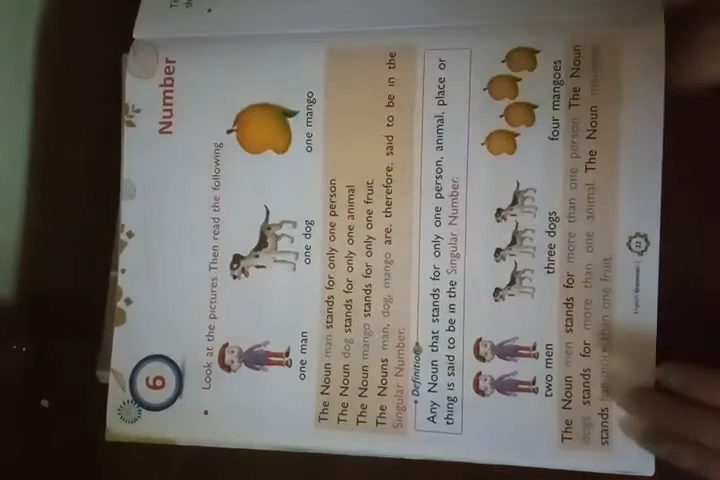 6
Number
Look at the pictures. Then read the following
one man
one dog
one mango
The Noun man stands for only one person.
The Noun dog stands for only one animal
The Noun mango stands for only one fruit.
The Nouns man, dog, mango are, therefore, said to be in the
Singular Number.
Definition
Any Noun that stands for only one person, animal, place or
thing is said to be in the Singular Number.
two men
three dogs
four mangoes
The Noun men stands for more than one person. The Noun
dogs stands for more than one animal. The Noun
stands for more than one fruit.
English Grammar
22